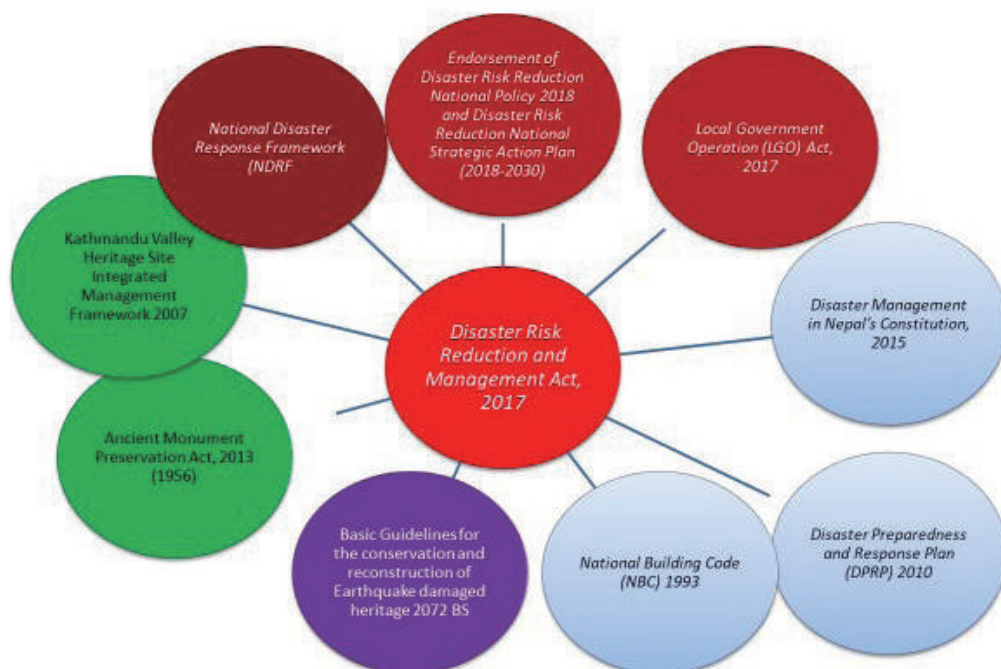 Endorsement of
Disaster Risk Reduction
National Policy 2018
and Disaster Risk
Reduction National
Strategic Action Plan
(2018-2030)
Local Government
Operation (LGO) Act,
2017
Disaster Management
in Nepal's Constitution,
2015
Disaster Preparedness
and Response Plan
(DPRP) 2010
National Building Code
(NBC) 1993
Basic Guidelines for
the conservation and
reconstruction of
Earthquake damaged
heritage 2072 BS
Ancient Monument
Preservation Act, 2013
(1956)
Kathmandu Valley
Heritage Site
Integrated
Management
Framework 2007
National Disaster
Response Framework
(NDRF
Disaster Risk
Reduction and
Management Act,
2017